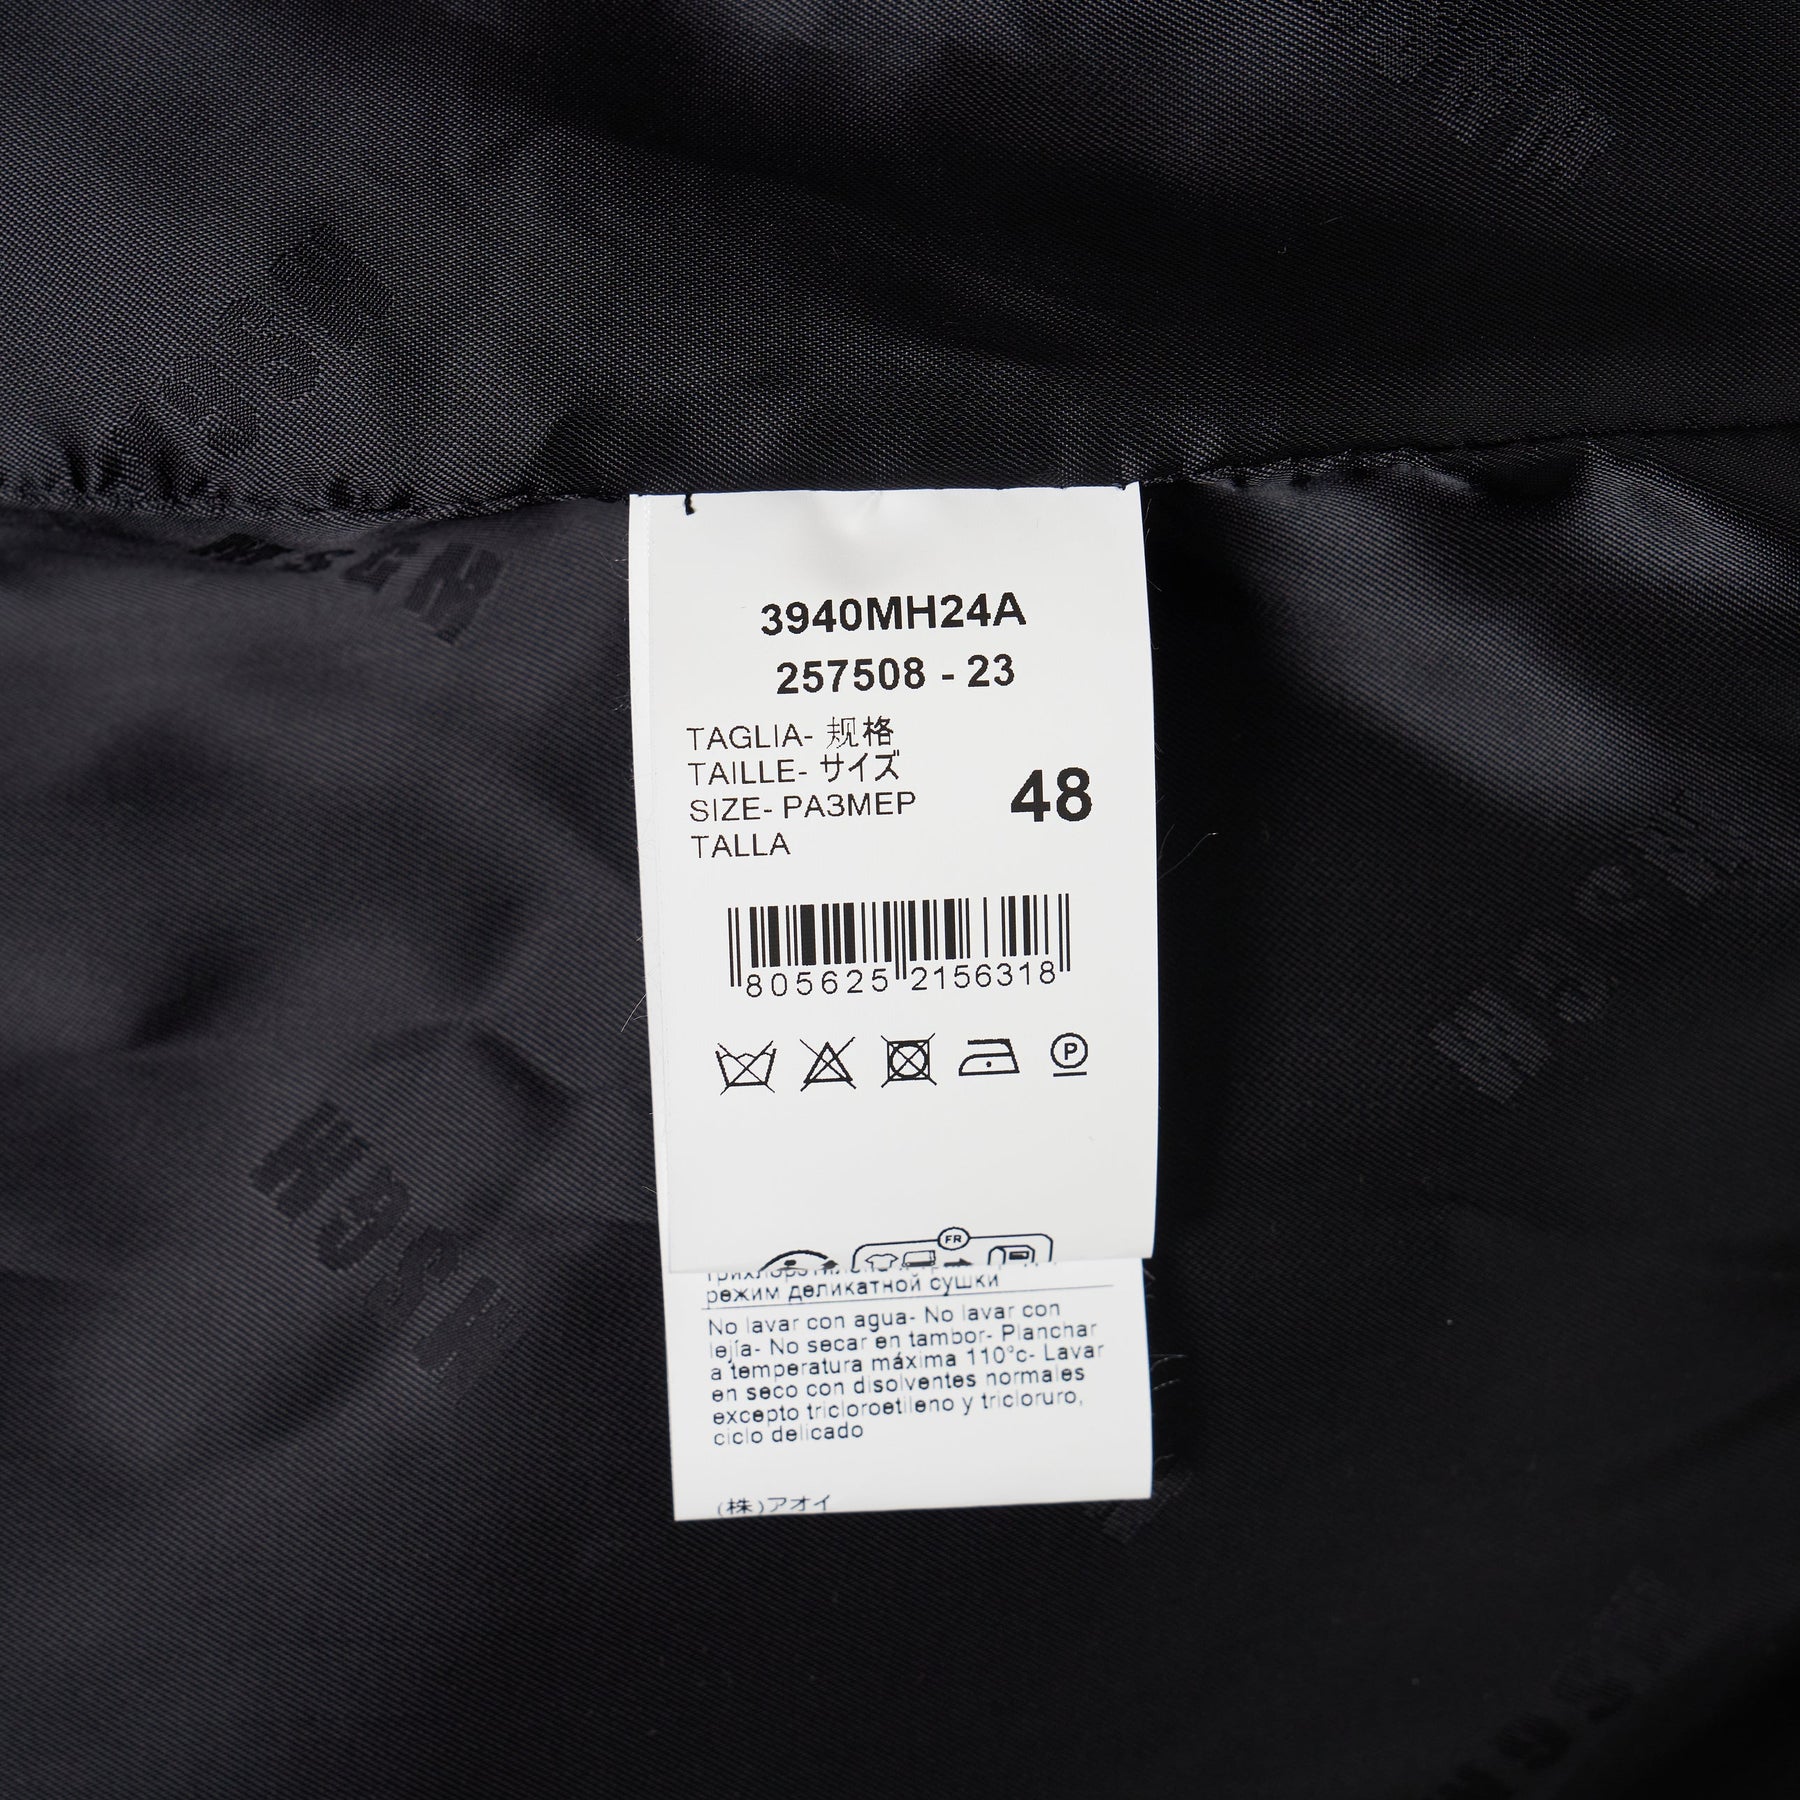 MSGM
3940MH24A
257508 - 23
TAGLIA- 规格
TAILLE- サイズ
SIZE- РАЗМЕР
TALLA
48
805625 2156318
P
FR
режим деликатной сушки
No lavar con agua- No lavar con
lejía- No secar en tambor- Planchar
a temperatura máxima 110°c- Lavar
en seco con disolventes normales
excepto tricloroetileno y tricloruro,
ciclo delicado
(株)アオイ